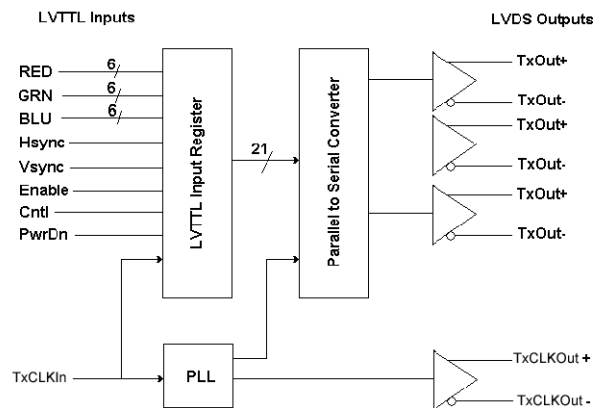 LVTTL Inputs
LVDS Outputs
RED
6
GRN
6
BLU
6
Hsync
Vsync
Enable
Cntl
PwrDn
LVTTL Input Register
21
Parallel to Serial Converter
TxOut+
TxOut-
TxOut+
TxOut-
TxOut+
TxOut-
TxCLKIn
PLL
TxCLKOut +
TxCLKOut -